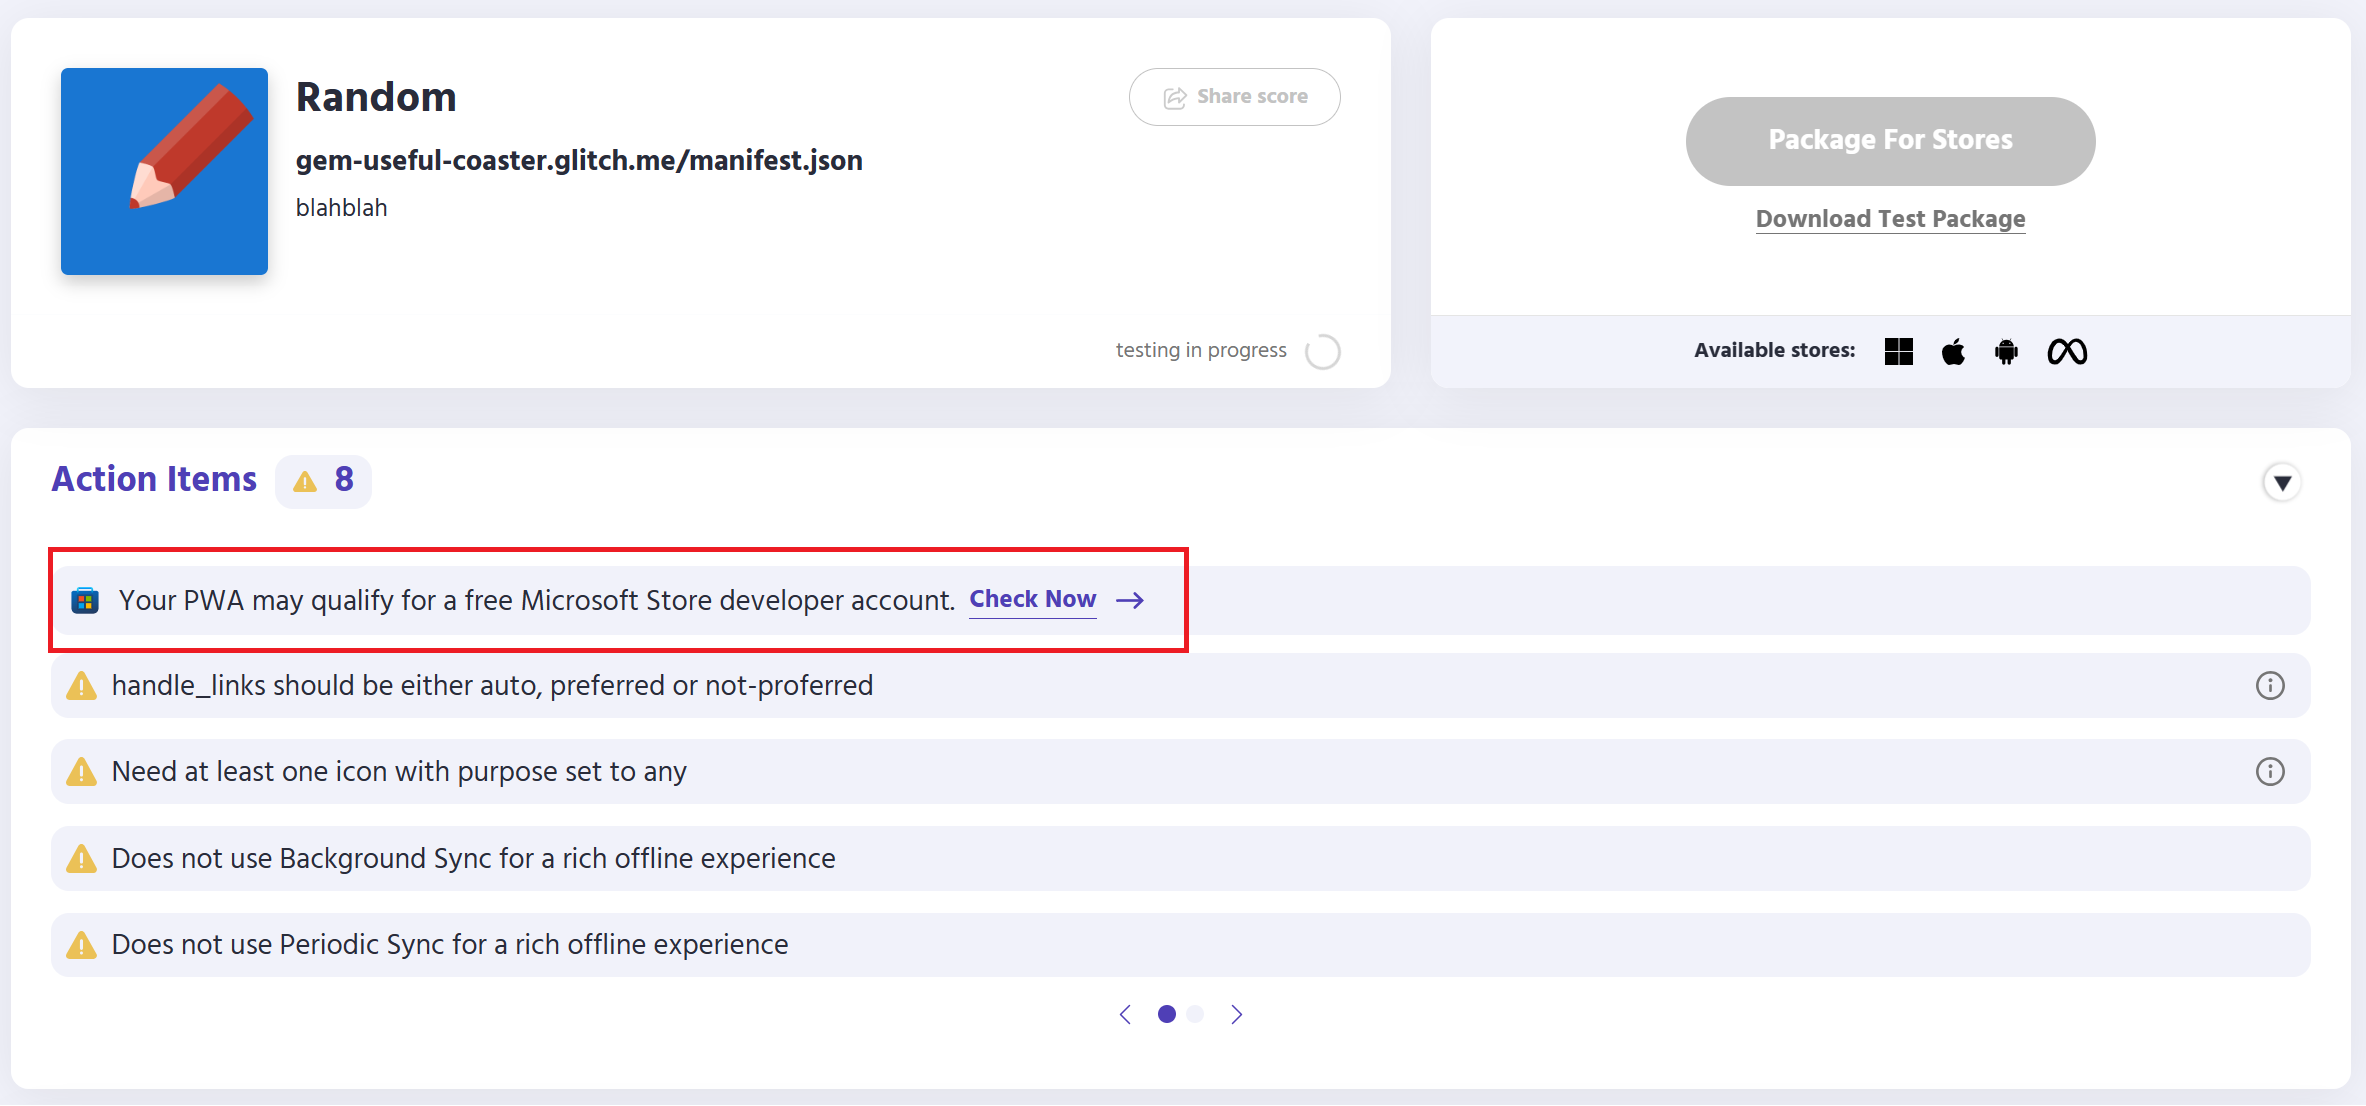 Random
Share score
gem-useful-coaster.glitch.me/manifest.json
blahblah
testing in progress
Package For Stores
Download Test Package
Available stores:
Action Items 8
Your PWA may qualify for a free Microsoft Store developer account. Check Now
handle_links should be either auto, preferred or not-proferred
Need at least one icon with purpose set to any
Does not use Background Sync for a rich offline experience
Does not use Periodic Sync for a rich offline experience